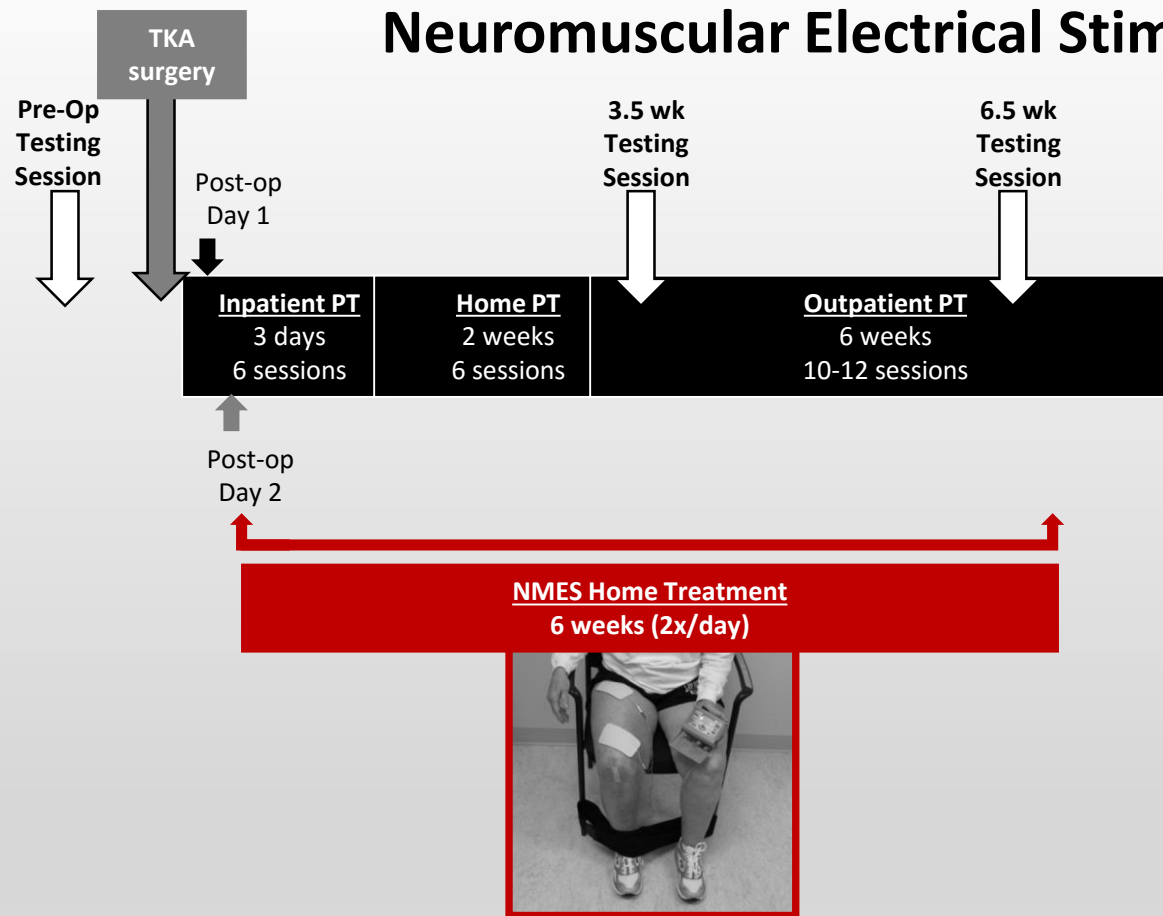 Neuromuscular Electrical Stim
TKA
surgery
Pre-Op
Testing
Session
Post-op
Day 1
3.5 wk
Testing
Session
6.5 wk
Testing
Session
Inpatient PT
3 days
6 sessions
Home PT
2 weeks
6 sessions
Outpatient PT
6 weeks
10-12 sessions
Post-op
Day 2
NMES Home Treatment
6 weeks (2x/day)